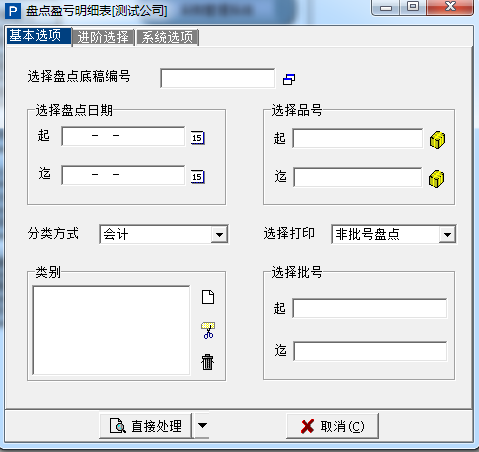 P 盘点盈亏明细表[测试公司]
基本选项 进阶选择 系统选项
选择盘点底稿编号
选择盘点日期 选择品号
起 - - 15 起
迄 - - 15 迄
分类方式 会计 选择打印 非批号盘点
类别 选择批号
起
迄
直接处理 取消(C)